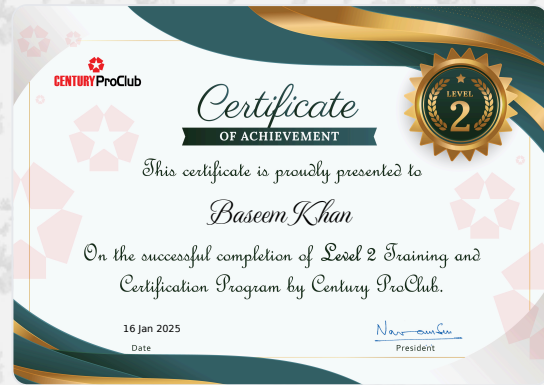 CENTURY ProClub
LEVEL
2
Certificate
OF ACHIEVEMENT
This certificate is proudly presented to
Baseem Khan
On the successful completion of Level 2 Training and
Certification Program by Century ProClub.
16 Jan 2025
Date
President